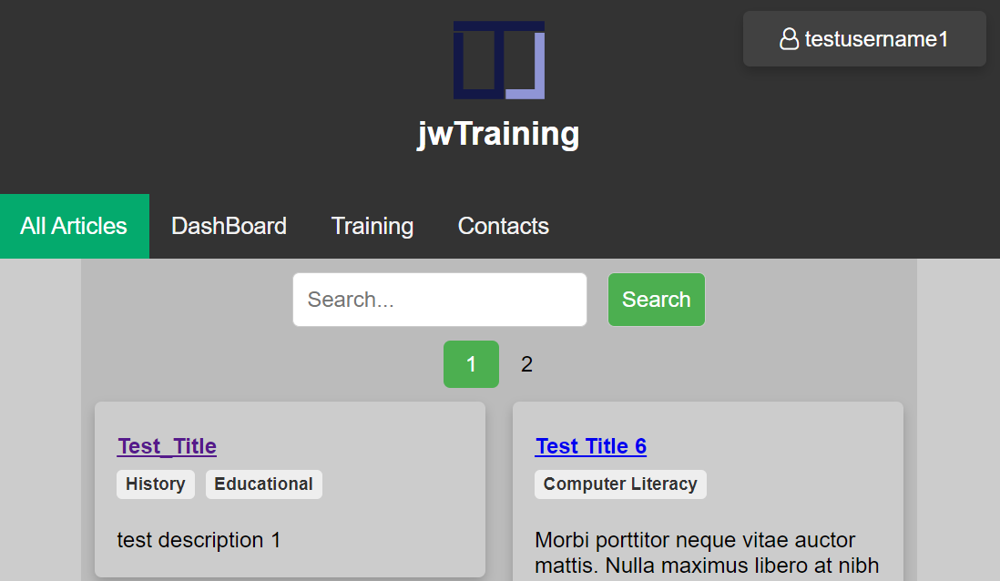 testusername1
jwTraining
All Articles DashBoard Training Contacts
Search... Search
1 2
Test_Title
History Educational
test description 1
Test Title 6
Computer Literacy
Morbi porttitor neque vitae auctor
mattis. Nulla maximus libero at nibh